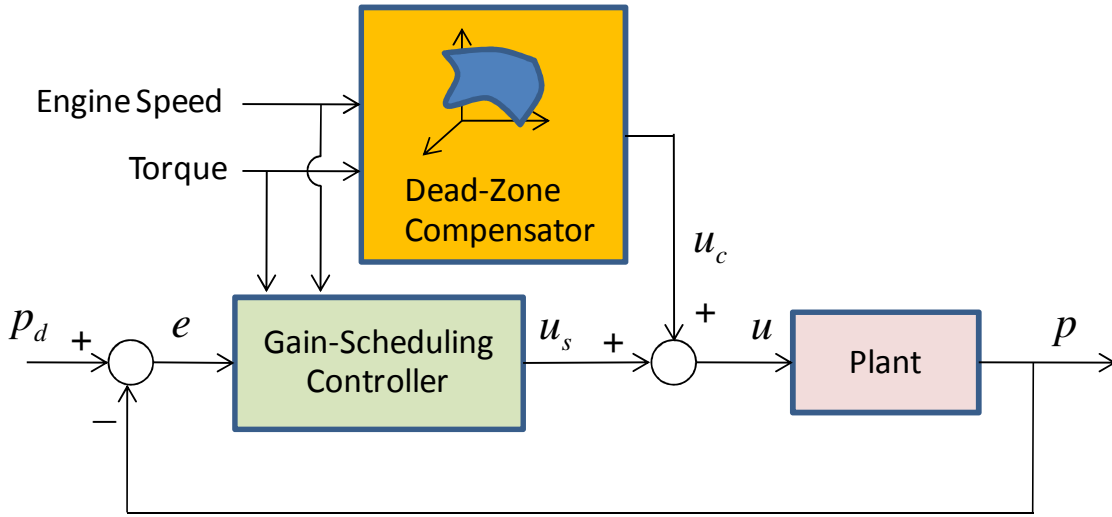 Engine Speed
Torque
Dead-Zone
Compensator
u_c
p_d
+
e
−
Gain-Scheduling
Controller
u_s
+
+
u
Plant
p